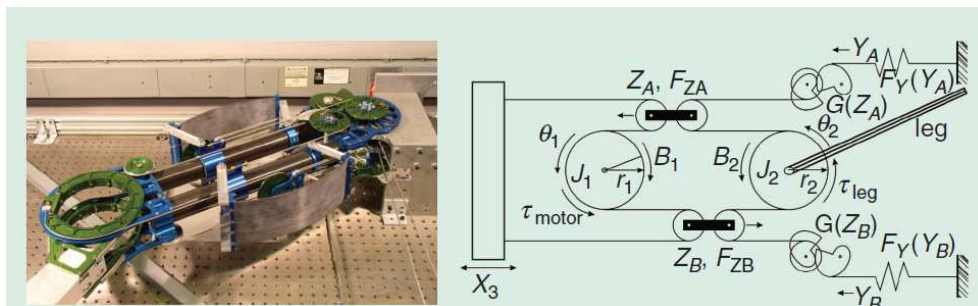 Y_A
Z_A, F_ZA
F_Y(Y_A)
G(Z_A)
θ_1
θ_2
leg
J_1
r_1
B_1
B_2
J_2
r_2
τ_motor
τ_leg
G(Z_B)
F_Y(Y_B)
Z_B, F_ZB
X_3
Y_B